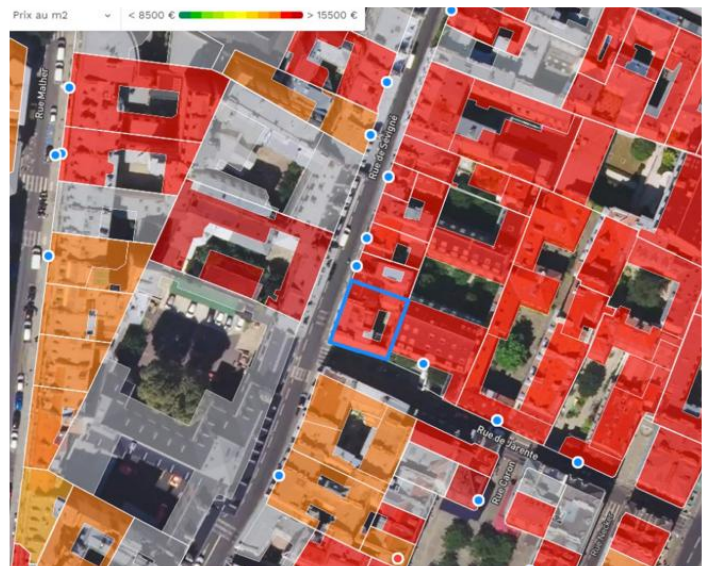 Prix au m2
< 8500 €
> 15500 €
Rue Malher
Rue de Sévigné
Rue de Jarente
Rue Caron